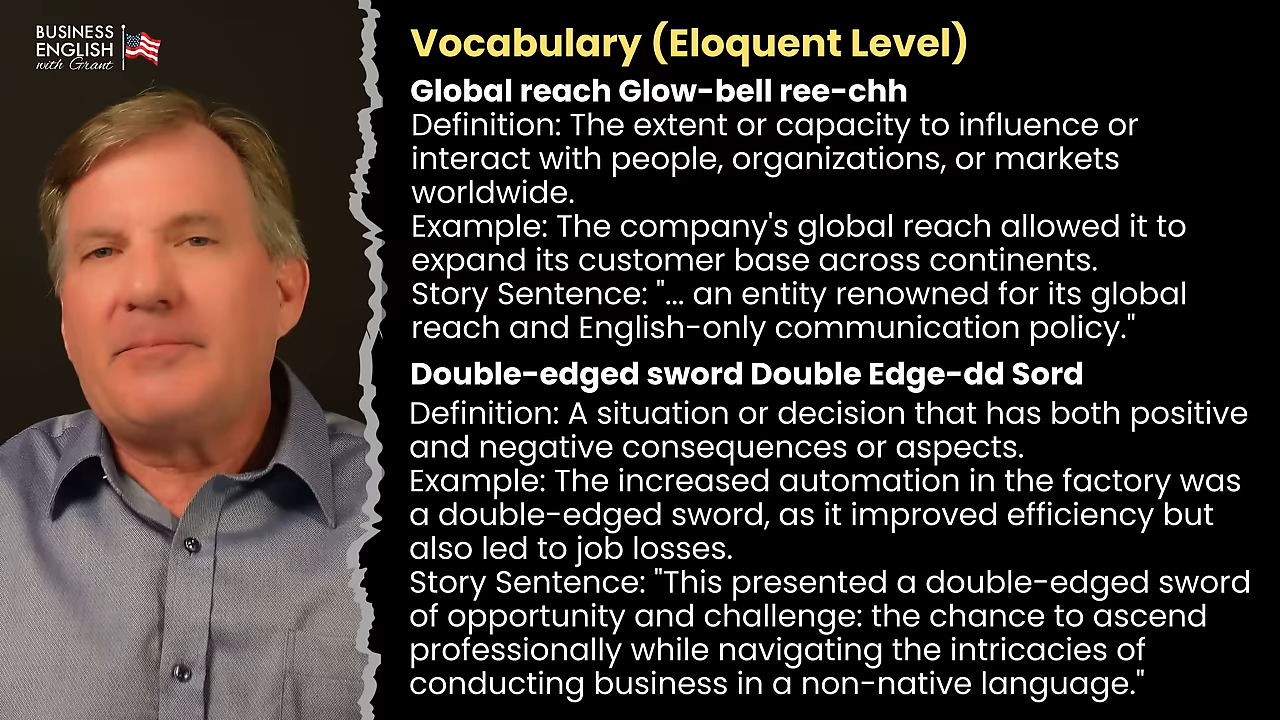 BUSINESS
ENGLISH
with Grant
Vocabulary (Eloquent Level)
Global reach Glow-bell ree-chh
Definition: The extent or capacity to influence or
interact with people, organizations, or markets
worldwide.
Example: The company's global reach allowed it to
expand its customer base across continents.
Story Sentence: "... an entity renowned for its global
reach and English-only communication policy."
Double-edged sword Double Edge-dd Sord
Definition: A situation or decision that has both positive
and negative consequences or aspects.
Example: The increased automation in the factory was
a double-edged sword, as it improved efficiency but
also led to job losses.
Story Sentence: "This presented a double-edged sword
of opportunity and challenge: the chance to ascend
professionally while navigating the intricacies of
conducting business in a non-native language."